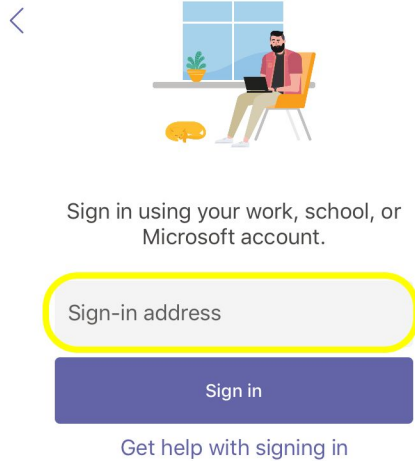 Sign in using your work, school, or
Microsoft account.
Sign-in address
Sign in
Get help with signing in